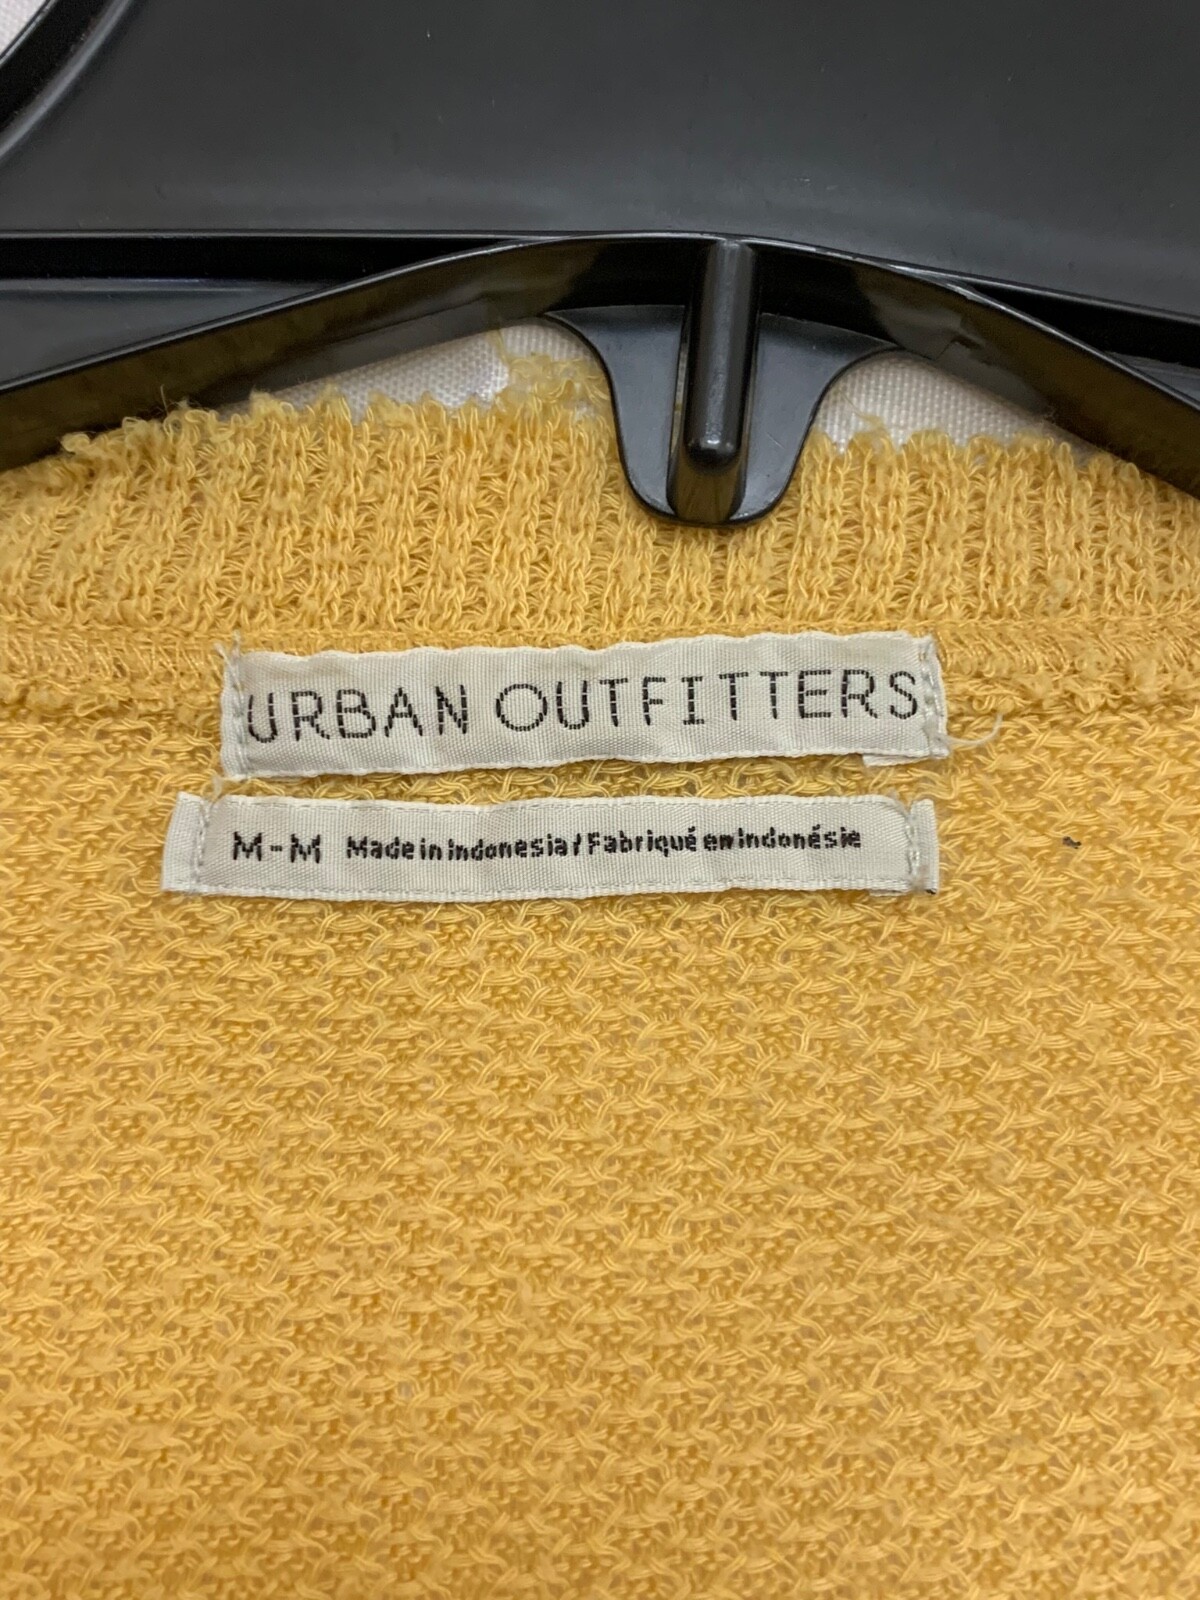 URBAN OUTFITTERS
M-M Made in Indonesia / Fabriqué en Indonésie